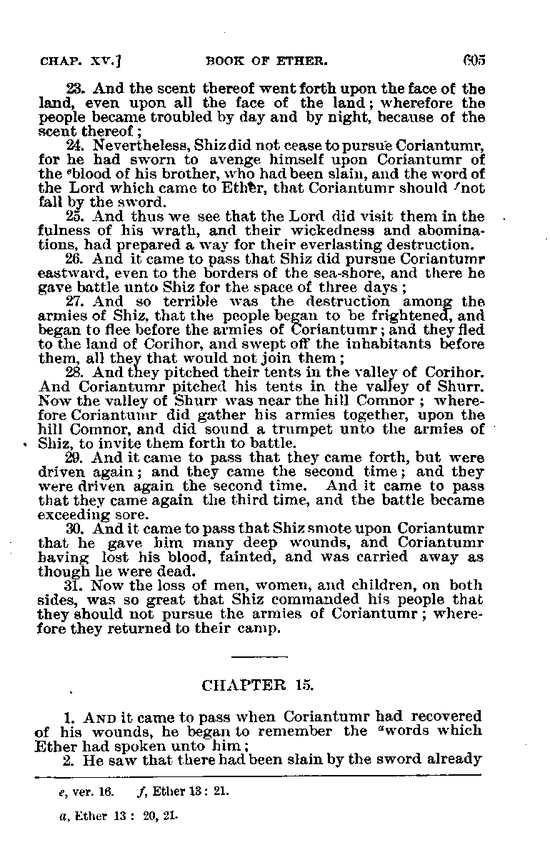 CHAP. XV.] BOOK OF ETHER. 605
23. And the scent thereof went forth upon the face of the
land, even upon all the face of the land; wherefore the
people became troubled by day and by night, because of the
scent thereof;
24. Nevertheless, Shiz did not cease to pursue Coriantumr,
for he had sworn to avenge himself upon Coriantumr of
the ᵉblood of his brother, who had been slain, and the word of
the Lord which came to Ether, that Coriantumr should ᶠnot
fall by the sword.
25. And thus we see that the Lord did visit them in the
fulness of his wrath, and their wickedness and abomina-
tions, had prepared a way for their everlasting destruction.
26. And it came to pass that Shiz did pursue Coriantumr
eastward, even to the borders of the sea-shore, and there he
gave battle unto Shiz for the space of three days;
27. And so terrible was the destruction among the
armies of Shiz, that the people began to be frightened, and
began to flee before the armies of Coriantumr; and they fled
to the land of Corihor, and swept off the inhabitants before
them, all they that would not join them;
28. And they pitched their tents in the valley of Corihor.
And Coriantumr pitched his tents in the valley of Shurr.
Now the valley of Shurr was near the hill Comnor; where-
fore Coriantumr did gather his armies together, upon the
hill Comnor, and did sound a trumpet unto the armies of
Shiz, to invite them forth to battle.
29. And it came to pass that they came forth, but were
driven again; and they came the second time; and they
were driven again the second time. And it came to pass
that they came again the third time, and the battle became
exceeding sore.
30. And it came to pass that Shiz smote upon Coriantumr
that he gave him many deep wounds, and Coriantumr
having lost his blood, fainted, and was carried away as
though he were dead.
31. Now the loss of men, women, and children, on both
sides, was so great that Shiz commanded his people that
they should not pursue the armies of Coriantumr; where-
fore they returned to their camp.
CHAPTER 15.
1. AND it came to pass when Coriantumr had recovered
of his wounds, he began to remember the ᵃwords which
Ether had spoken unto him;
2. He saw that there had been slain by the sword already
e, ver. 16. f, Ether 13: 21.
a, Ether 13: 20, 21.